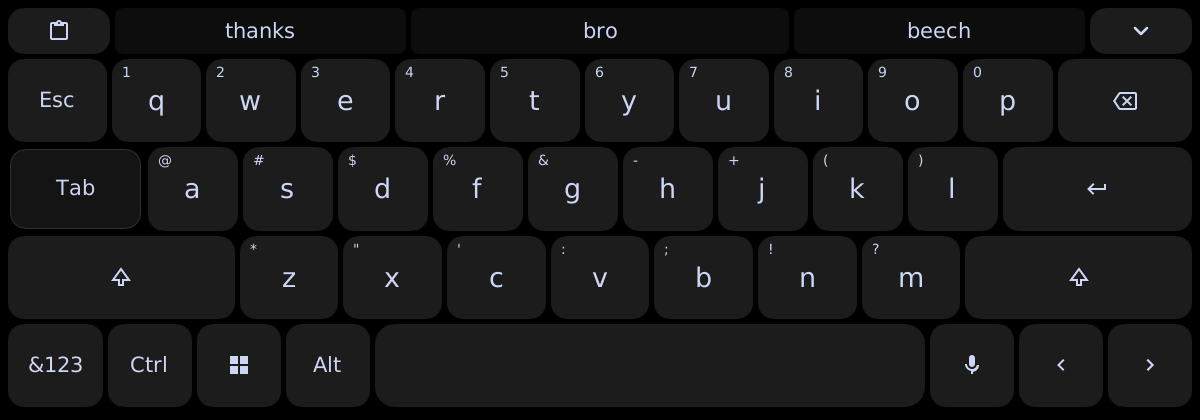 thanks bro beech
Esc 1 q 2 w 3 e 4 r 5 t 6 y 7 u 8 i 9 o 0 p
Tab @ a # s $ d % f & g - h + j ( k ) l
* z " x ' c : v ; b ! n ? m
&123 Ctrl Alt